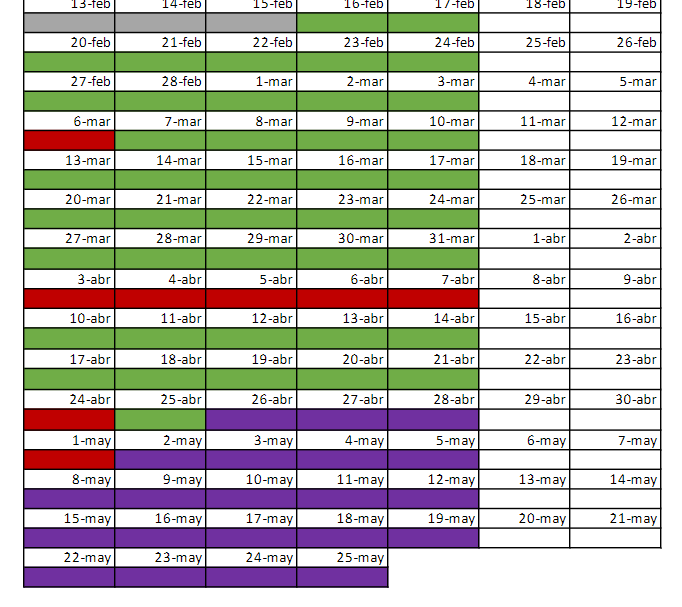 13-feb 14-feb 15-feb 16-feb 17-feb 18-feb 19-feb
20-feb 21-feb 22-feb 23-feb 24-feb 25-feb 26-feb
27-feb 28-feb 1-mar 2-mar 3-mar 4-mar 5-mar
6-mar 7-mar 8-mar 9-mar 10-mar 11-mar 12-mar
13-mar 14-mar 15-mar 16-mar 17-mar 18-mar 19-mar
20-mar 21-mar 22-mar 23-mar 24-mar 25-mar 26-mar
27-mar 28-mar 29-mar 30-mar 31-mar 1-abr 2-abr
3-abr 4-abr 5-abr 6-abr 7-abr 8-abr 9-abr
10-abr 11-abr 12-abr 13-abr 14-abr 15-abr 16-abr
17-abr 18-abr 19-abr 20-abr 21-abr 22-abr 23-abr
24-abr 25-abr 26-abr 27-abr 28-abr 29-abr 30-abr
1-may 2-may 3-may 4-may 5-may 6-may 7-may
8-may 9-may 10-may 11-may 12-may 13-may 14-may
15-may 16-may 17-may 18-may 19-may 20-may 21-may
22-may 23-may 24-may 25-may